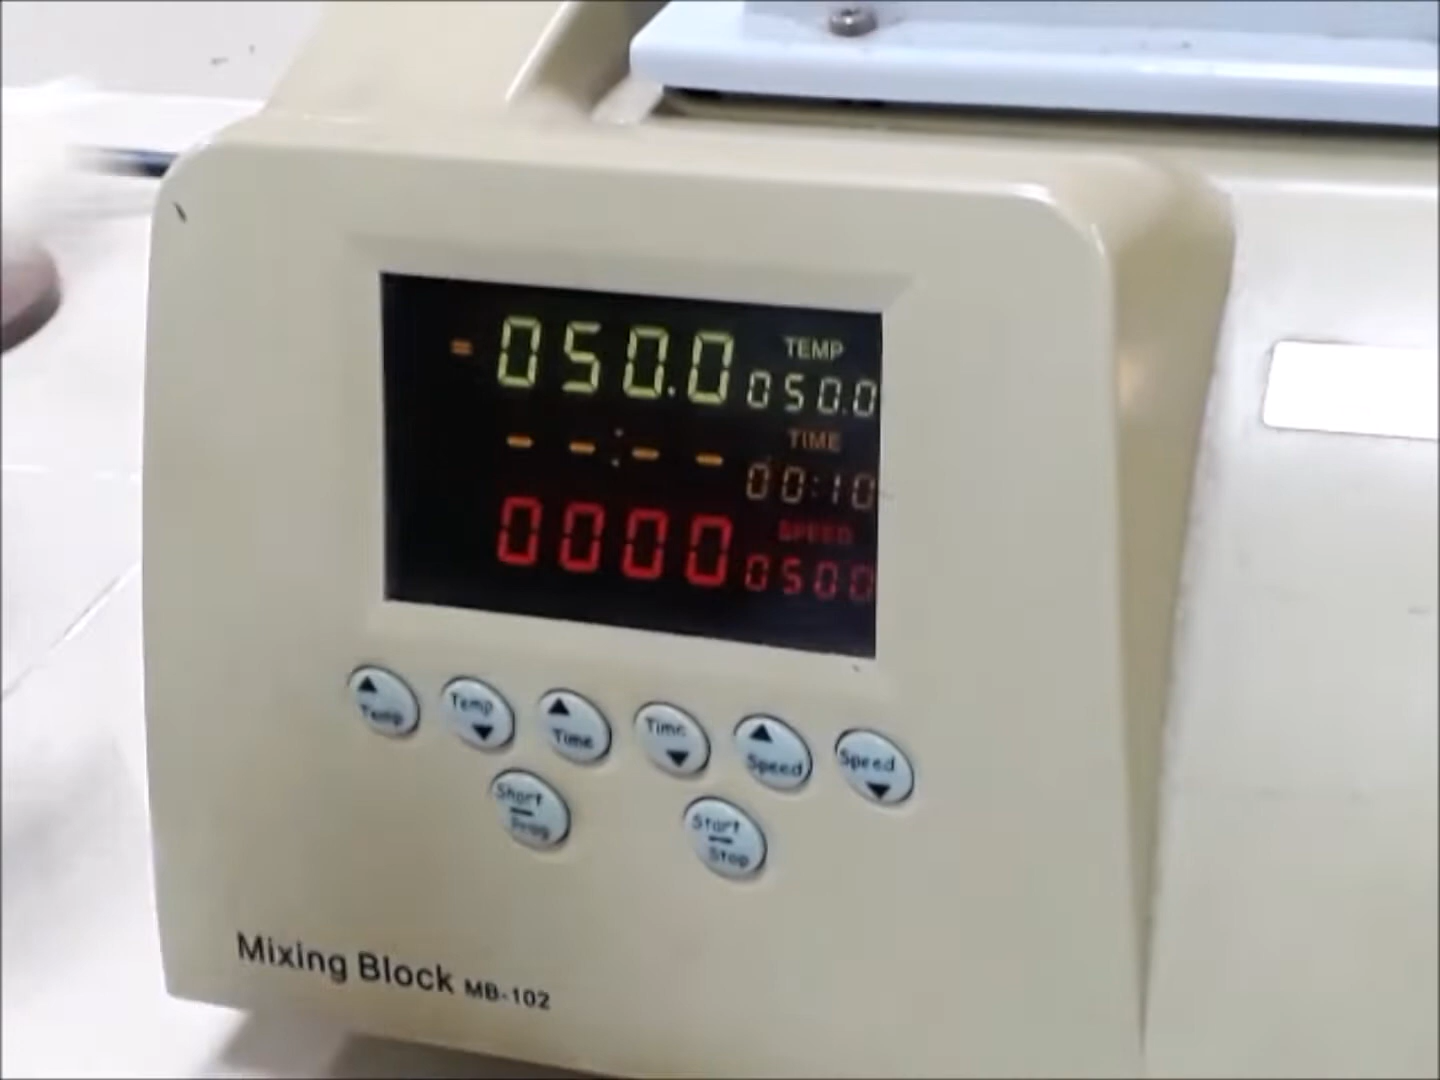 = 050.0 TEMP
050.0
- -:- - TIME
00:10
0000 SPEED
0500
▲ Temp
Temp ▼
▲ Time
Time ▼
▲ Speed
Speed ▼
Short
Prog
Start
Stop
Mixing Block MB-102